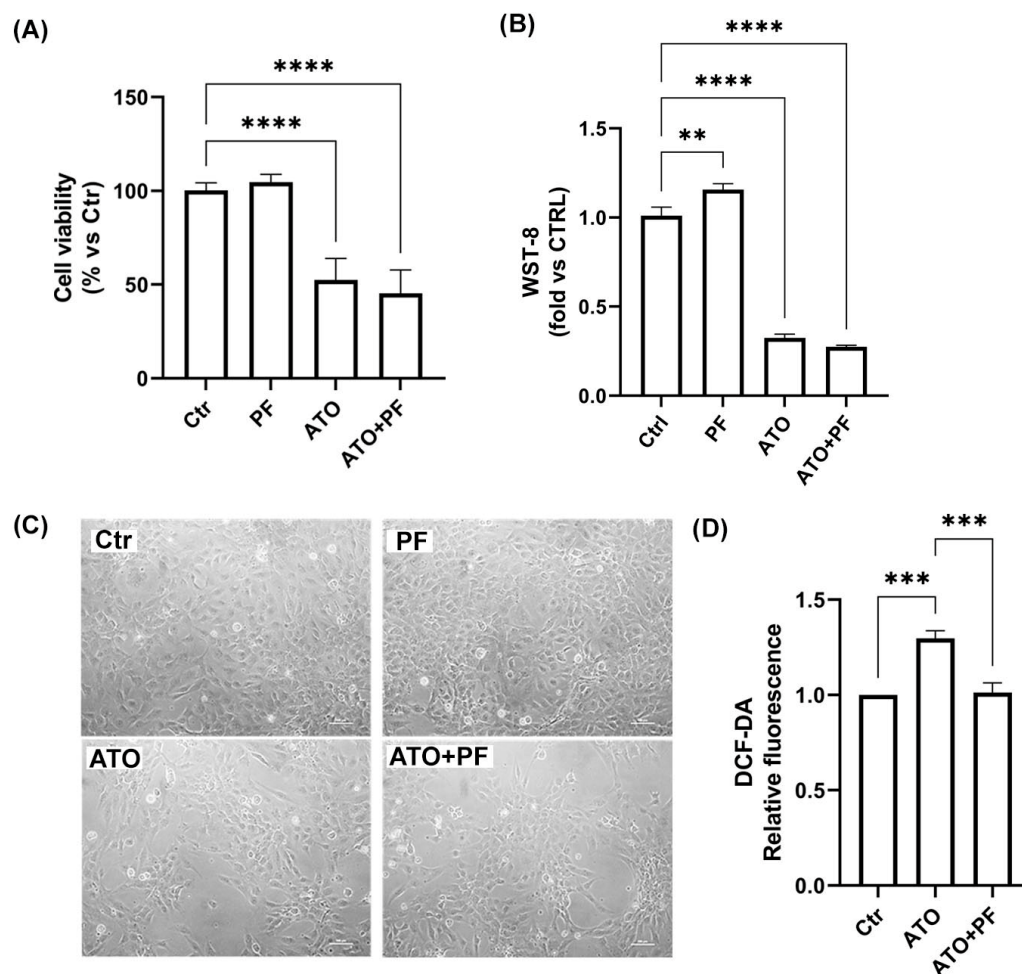 (A)
****
****
150
100
50
0
Cell viability
(% vs Ctr)
Ctr
PF
ATO
ATO+PF
(B)
****
****
**
1.5
1.0
0.5
0.0
WST-8
(fold vs CTRL)
Ctrl
PF
ATO
ATO+PF
(C)
Ctr
PF
ATO
ATO+PF
(D)
***
***
1.5
1.0
0.5
0.0
DCF-DA
Relative fluorescence
Ctr
ATO
ATO+PF